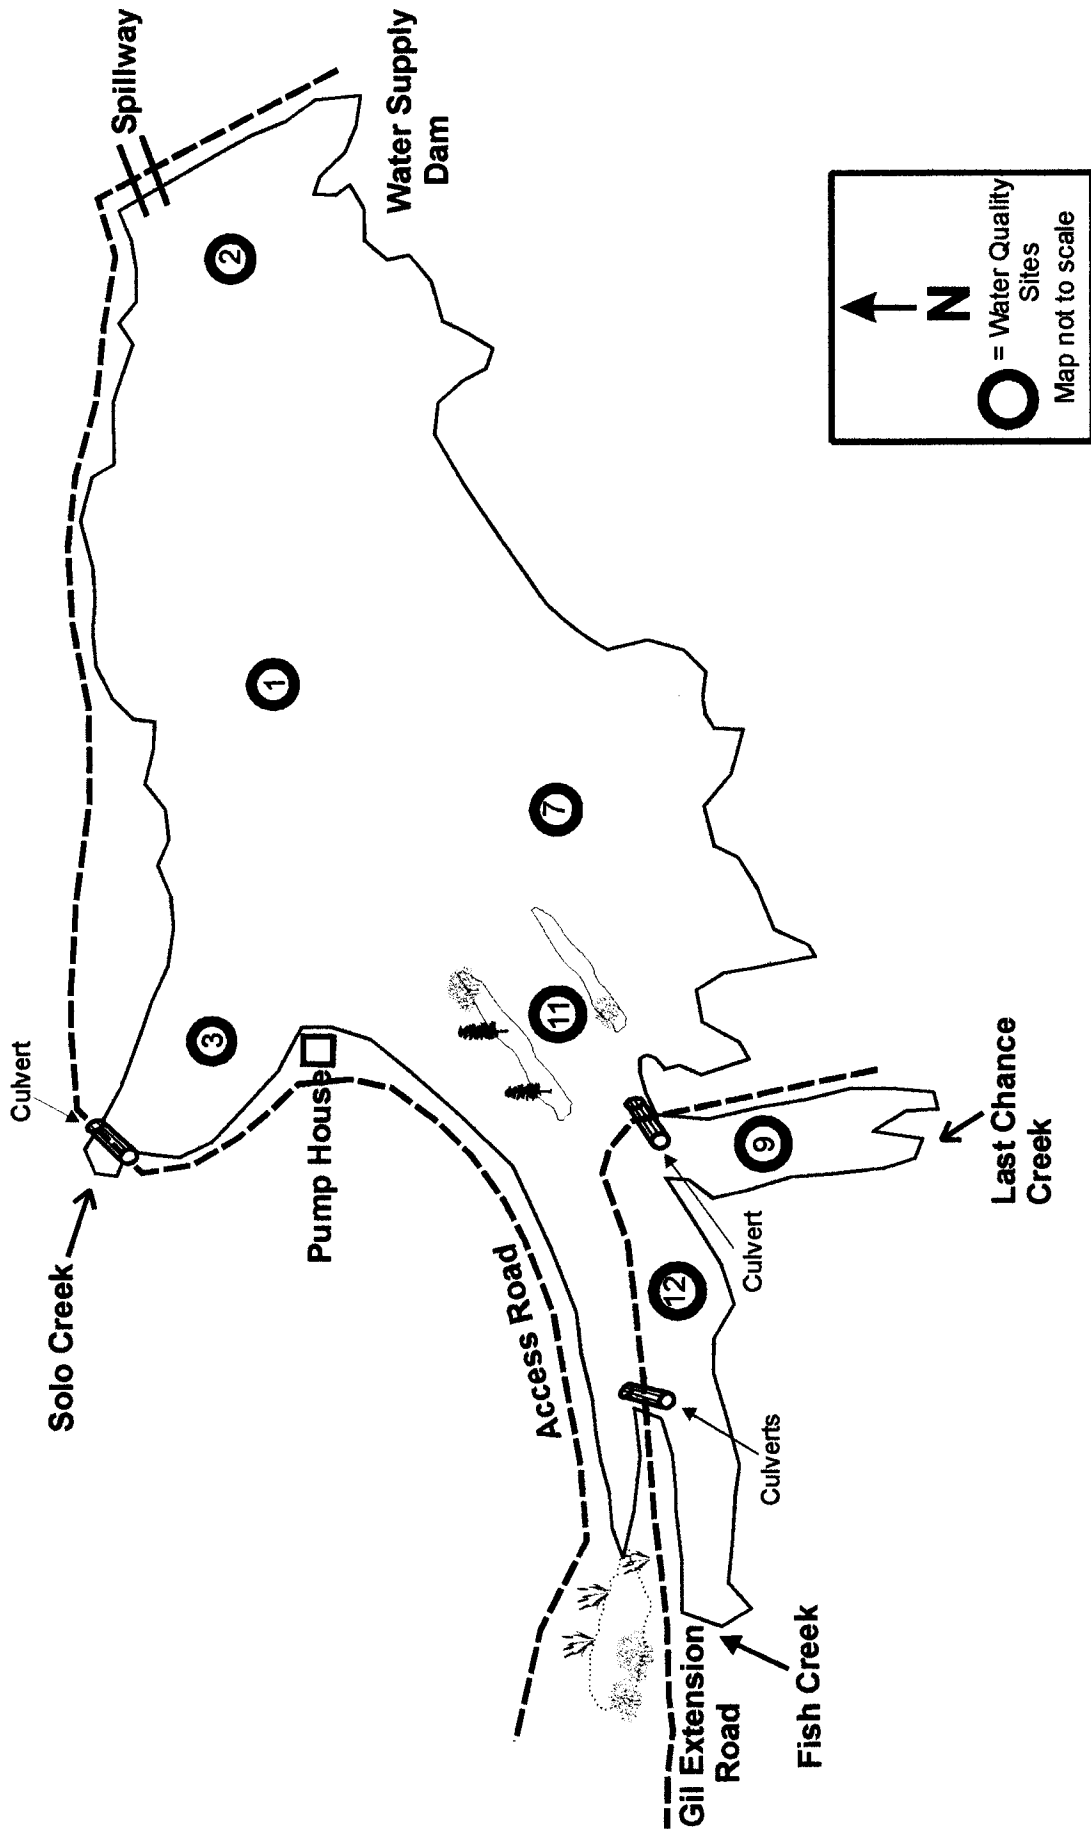 Spillway
Water Supply
Dam
2
1
7
3
11
9
12
Culvert
Solo Creek
Pump House
Access Road
Culvert
Culverts
Last Chance
Creek
Gil Extension
Road
Fish Creek
N
= Water Quality
Sites
Map not to scale